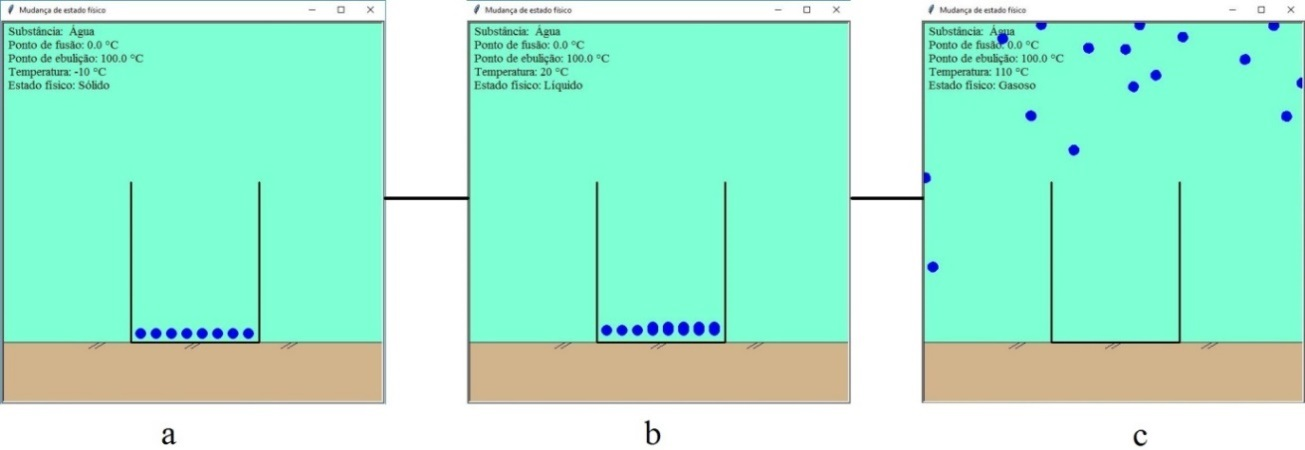 Mudança de estado físico
Substância: Água
Ponto de fusão: 0.0 °C
Ponto de ebulição: 100.0 °C
Temperatura: -10 °C
Estado físico: Sólido
a
Mudança de estado físico
Substância: Água
Ponto de fusão: 0.0 °C
Ponto de ebulição: 100.0 °C
Temperatura: 20 °C
Estado físico: Líquido
b
Mudança de estado físico
Substância: Água
Ponto de fusão: 0.0 °C
Ponto de ebulição: 100.0 °C
Temperatura: 110 °C
Estado físico: Gasoso
c